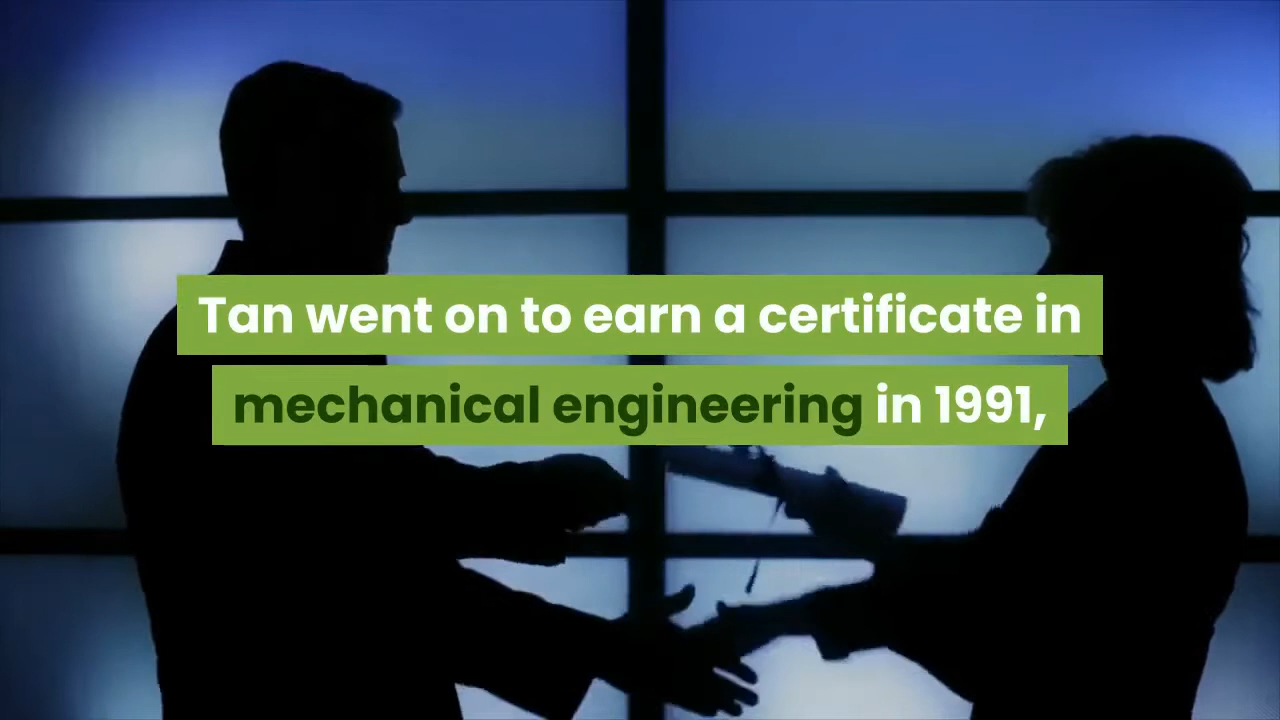 Tan went on to earn a certificate in
mechanical engineering in 1991,